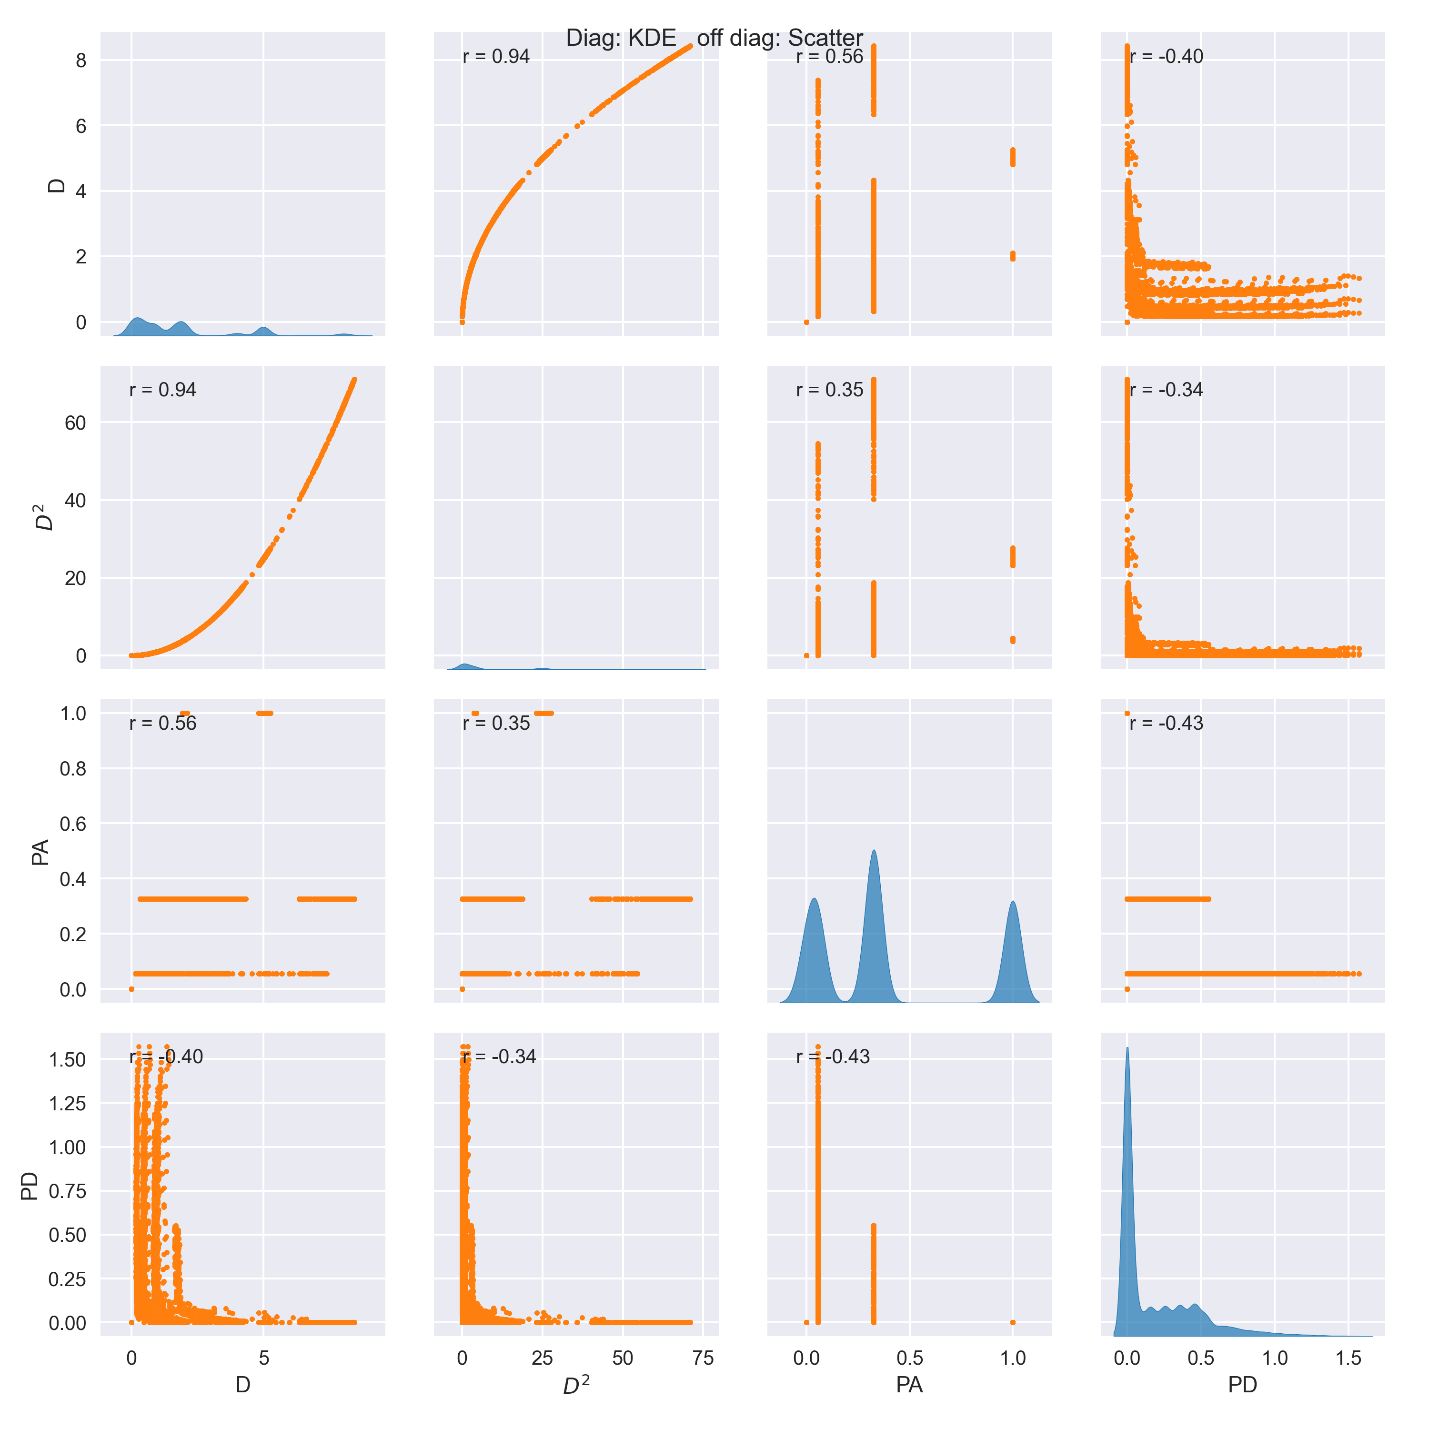 Diag: KDE   off diag: Scatter
r = 0.94
r = 0.56
r = -0.40
8
6
4
2
0
D
r = 0.94
r = 0.35
r = -0.34
60
40
20
0
D²
r = 0.56
r = 0.35
r = -0.43
1.0
0.8
0.6
0.4
0.2
0.0
PA
r = -0.40
r = -0.34
r = -0.43
1.50
1.25
1.00
0.75
0.50
0.25
0.00
PD
0 5
0 25 50 75
0.0 0.5 1.0
0.0 0.5 1.0 1.5
D
D²
PA
PD